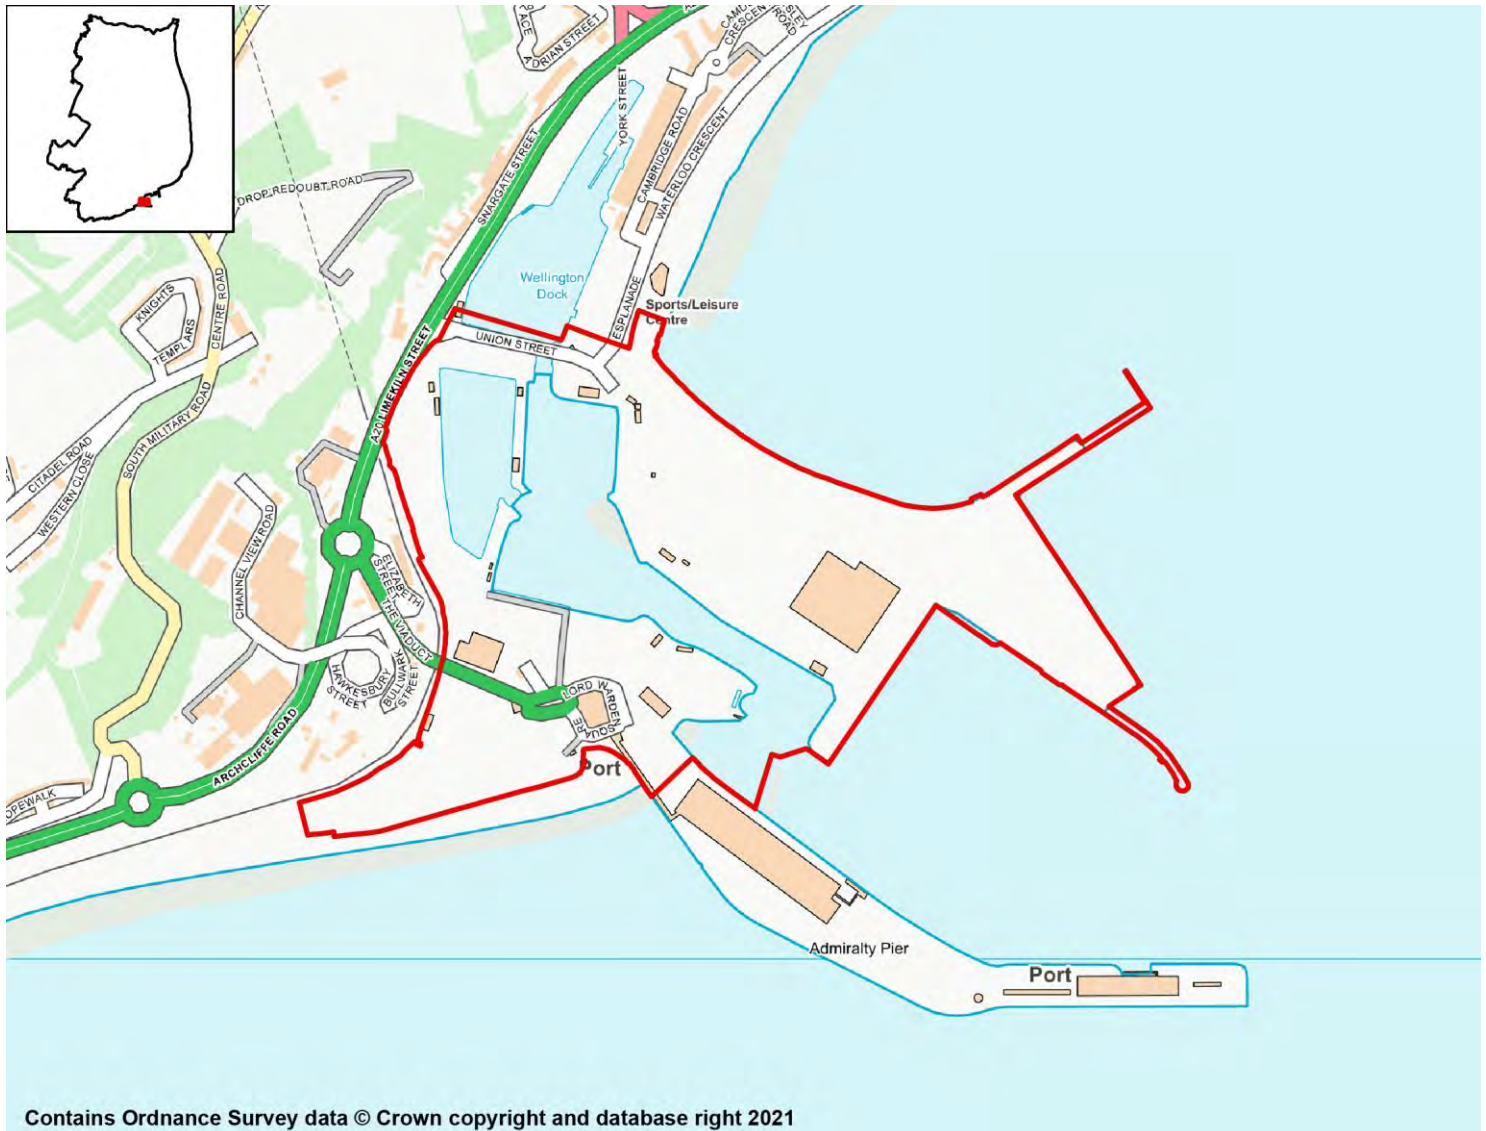 PLACE
ADRIAN STREET
YORK STREET
CRESCENT
ROAD
SNARGATE STREET
CAMBRIDGE ROAD
WATERLOO CRESCENT
DROP REDOUBT ROAD
Wellington
Dock
ESPLANADE
Sports/Leisure
Centre
KNIGHTS
TEMPLARS
CENTRE ROAD
UNION STREET
A20 LIMEKILN STREET
SOUTH MILITARY ROAD
CITADEL ROAD
WESTERN CLOSE
CHANNEL VIEW ROAD
ELIZABETH
STREET
THE VIADUCT
HAWKESBURY
STREET
BULLWARK
STREET
LORD WARDEN
SQUARE
ARCHCLIFFE ROAD
Port
Admiralty Pier
Port
Contains Ordnance Survey data © Crown copyright and database right 2021